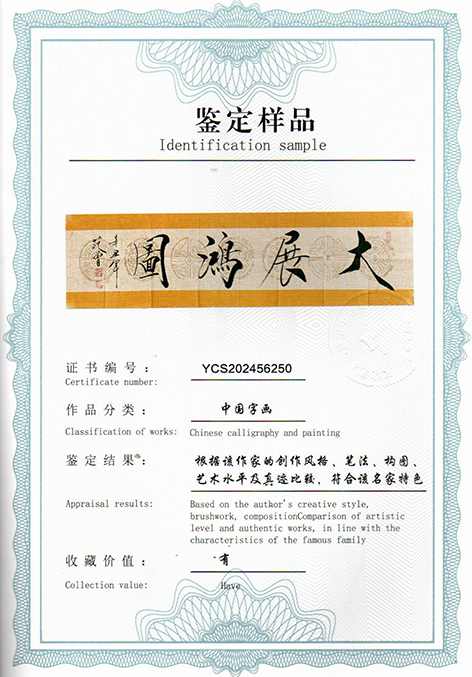 鉴定样品
Identification sample
大展鸿圖
辛丑年
范曾
证书编号：
YCS202456250
Certificate number:
作品分类：
中国字画
Classification of works:
Chinese calligraphy and painting
鉴定结果：
根据该作家的创作风格、笔法、构图、
艺术水平及真迹比较，符合该名家特色
Appraisal results:
Based on the author's creative style,
brushwork, compositionComparison of artistic
level and authentic works, in line with the
characteristics of the famous family
收藏价值：
有
Collection value:
Have